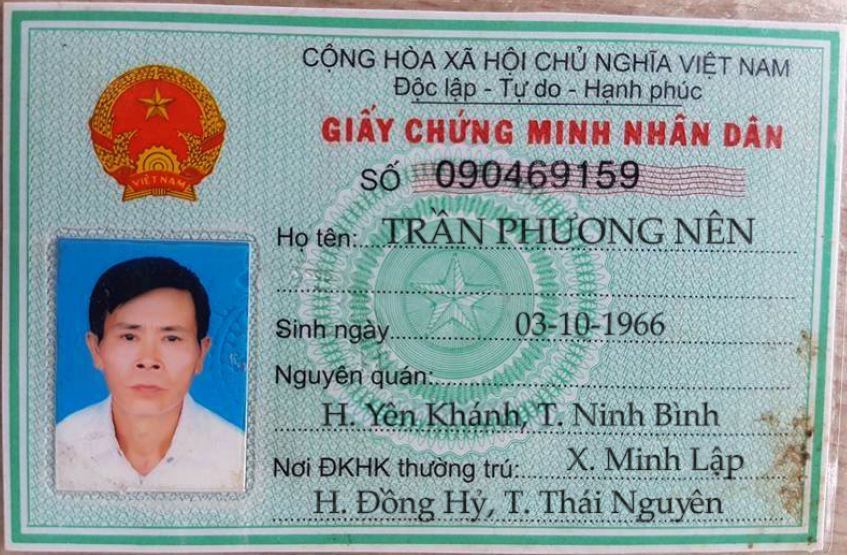 CỘNG HÒA XÃ HỘI CHỦ NGHĨA VIỆT NAM
Độc lập - Tự do - Hạnh phúc
GIẤY CHỨNG MINH NHÂN DÂN
SỐ 090469159
VIỆT NAM
Họ tên: TRẦN PHƯƠNG NÊN
Sinh ngày 03-10-1966
Nguyên quán:
H. Yên Khánh, T. Ninh Bình
Nơi ĐKHK thường trú: X. Minh Lập
H. Đồng Hỷ, T. Thái Nguyên